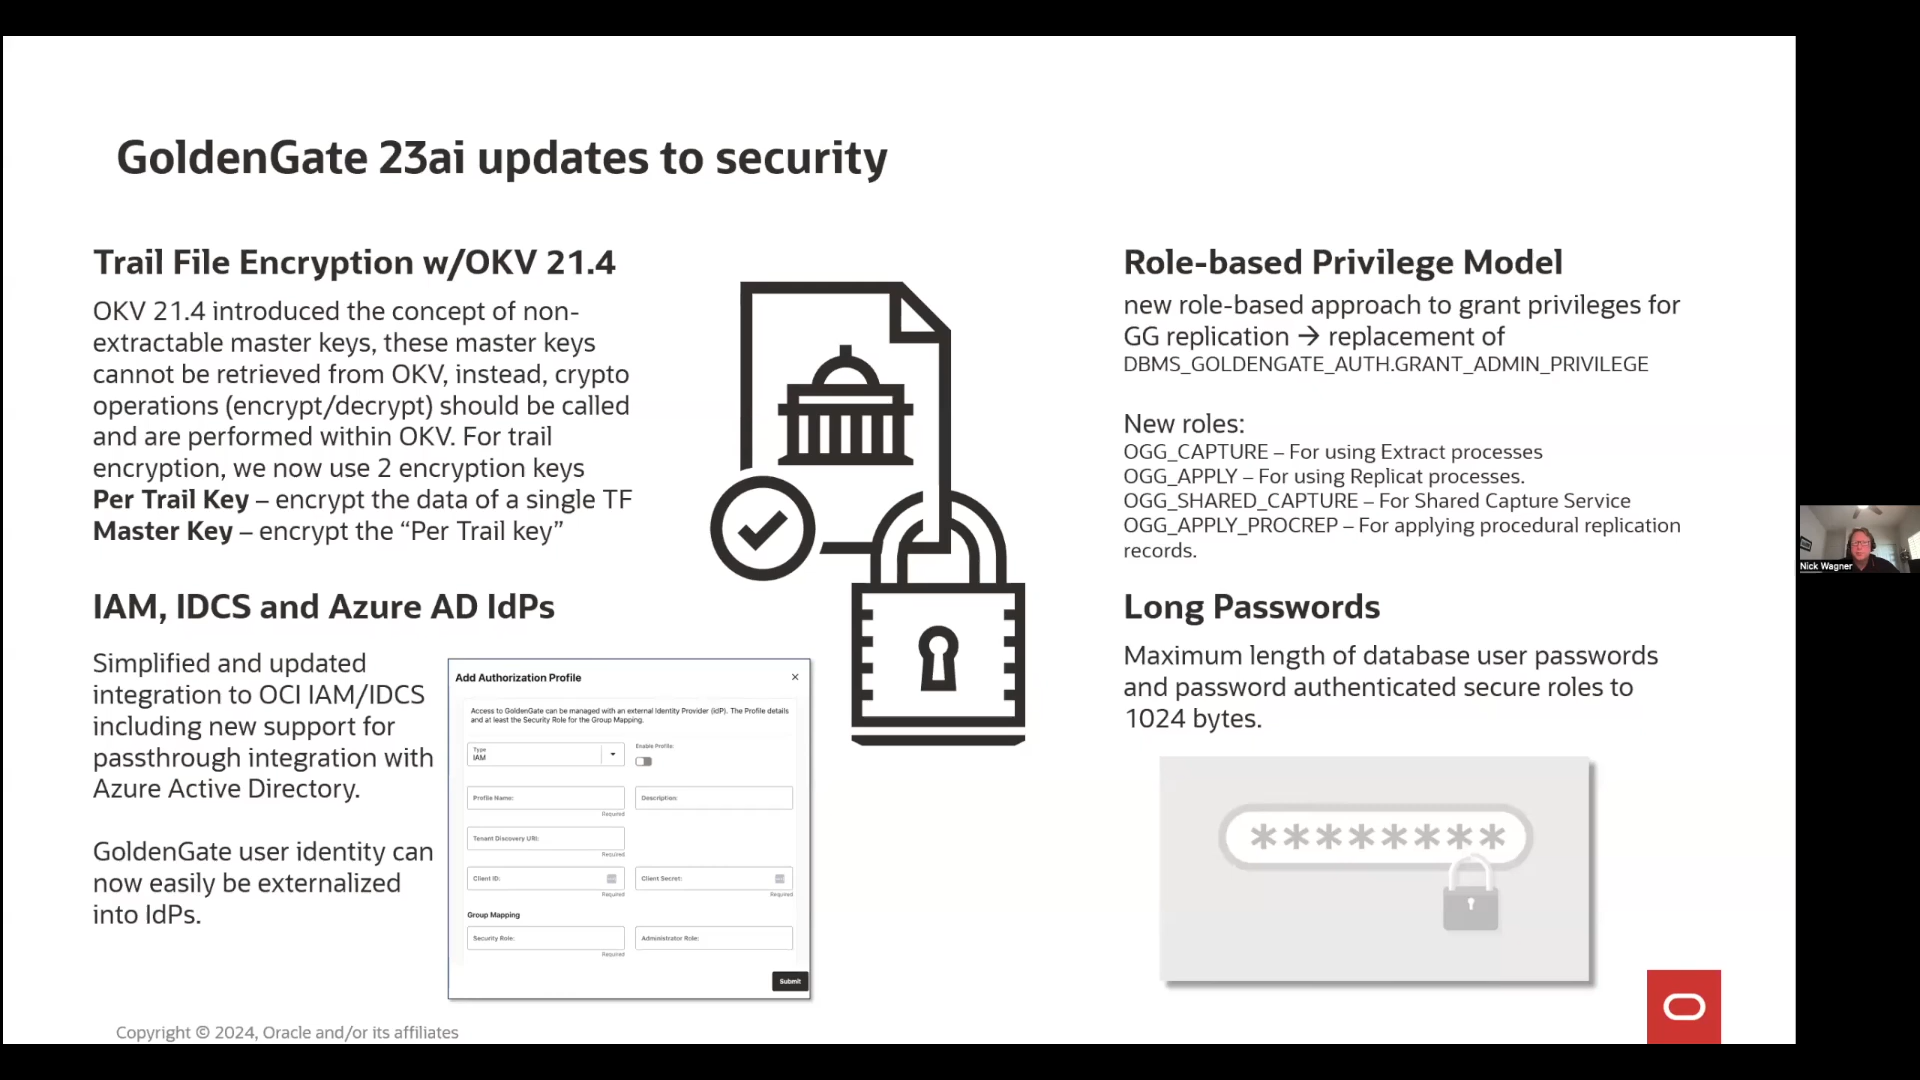 GoldenGate 23ai updates to security
Trail File Encryption w/OKV 21.4
OKV 21.4 introduced the concept of non-
extractable master keys, these master keys
cannot be retrieved from OKV, instead, crypto
operations (encrypt/decrypt) should be called
and are performed within OKV. For trail
encryption, we now use 2 encryption keys
Per Trail Key – encrypt the data of a single TF
Master Key – encrypt the “Per Trail key”
IAM, IDCS and Azure AD IdPs
Simplified and updated
integration to OCI IAM/IDCS
including new support for
passthrough integration with
Azure Active Directory.
GoldenGate user identity can
now easily be externalized
into IdPs.
Add Authorization Profile
Access to GoldenGate can be managed with an external Identity Provider (idP). The Profile details
and at least the Security Role for the Group Mapping.
Type
IAM
Enable Profile:
Profile Name:
Required
Description:
Tenant Discovery URI:
Required
Client ID:
Required
Client Secret:
Required
Group Mapping
Security Role:
Required
Administrator Role:
Submit
Role-based Privilege Model
new role-based approach to grant privileges for
GG replication → replacement of
DBMS_GOLDENGATE_AUTH.GRANT_ADMIN_PRIVILEGE
New roles:
OGG_CAPTURE – For using Extract processes
OGG_APPLY – For using Replicat processes.
OGG_SHARED_CAPTURE – For Shared Capture Service
OGG_APPLY_PROCREP – For applying procedural replication
records.
Long Passwords
Maximum length of database user passwords
and password authenticated secure roles to
1024 bytes.
********
Nick Wagner
Copyright © 2024, Oracle and/or its affiliates